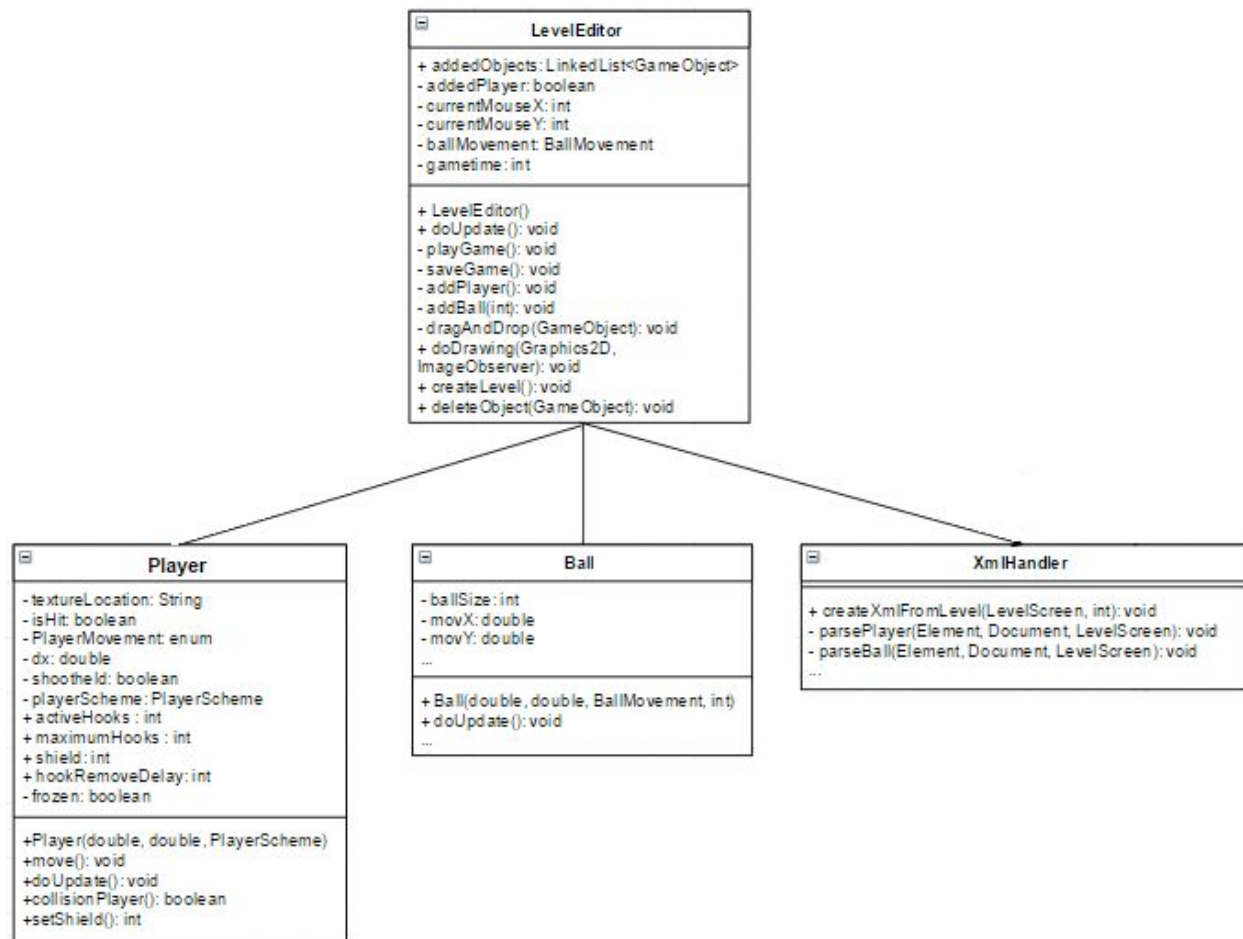 LevelEditor
+ addedObjects: LinkedList<GameObject>
- addedPlayer: boolean
- currentMouseX: int
- currentMouseY: int
- ballMovement: BallMovement
- gametime: int
+ LevelEditor()
+ doUpdate(): void
- playGame(): void
- saveGame(): void
- addPlayer(): void
- addBall(int): void
- dragAndDrop(GameObject): void
+ doDrawing(Graphics2D,
ImageObserver): void
+ createLevel(): void
+ deleteObject(GameObject): void
Player
- textureLocation: String
- isHit: boolean
- PlayerMovement: enum
- dx: double
- shootheld: boolean
- playerScheme: PlayerScheme
+ activeHooks : int
+ maximumHooks : int
+ shield: int
+ hookRemoveDelay: int
- frozen: boolean
+Player(double, double, PlayerScheme)
+move(): void
+doUpdate(): void
+collisionPlayer(): boolean
+setShield(): int
Ball
- ballSize: int
- movX: double
- movY: double
...
+ Ball(double, double, BallMovement, int)
+ doUpdate(): void
...
XmlHandler
+ createXmlFromLevel(LevelScreen, int): void
- parsePlayer(Element, Document, LevelScreen): void
- parseBall(Element, Document, LevelScreen): void
...